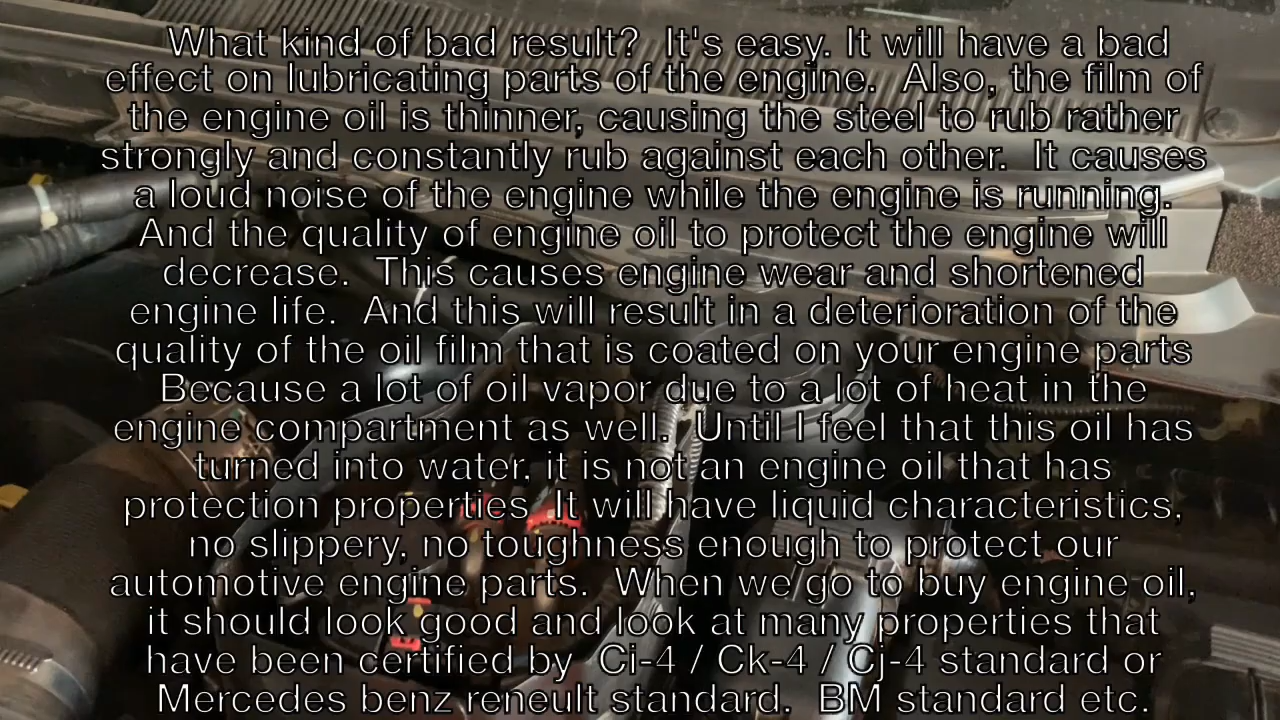 What kind of bad result?  It's easy. It will have a bad
effect on lubricating parts of the engine.  Also, the film of
the engine oil is thinner, causing the steel to rub rather
strongly and constantly rub against each other.  It causes
a loud noise of the engine while the engine is running.
And the quality of engine oil to protect the engine will
decrease.  This causes engine wear and shortened
engine life.  And this will result in a deterioration of the
quality of the oil film that is coated on your engine parts
Because a lot of oil vapor due to a lot of heat in the
engine compartment as well.  Until I feel that this oil has
turned into water, it is not an engine oil that has
protection properties  It will have liquid characteristics,
no slippery, no toughness enough to protect our
automotive engine parts.  When we go to buy engine oil,
it should look good and look at many properties that
have been certified by  Ci-4 / Ck-4 / Cj-4 standard or
Mercedes benz reneult standard.  BM standard etc.